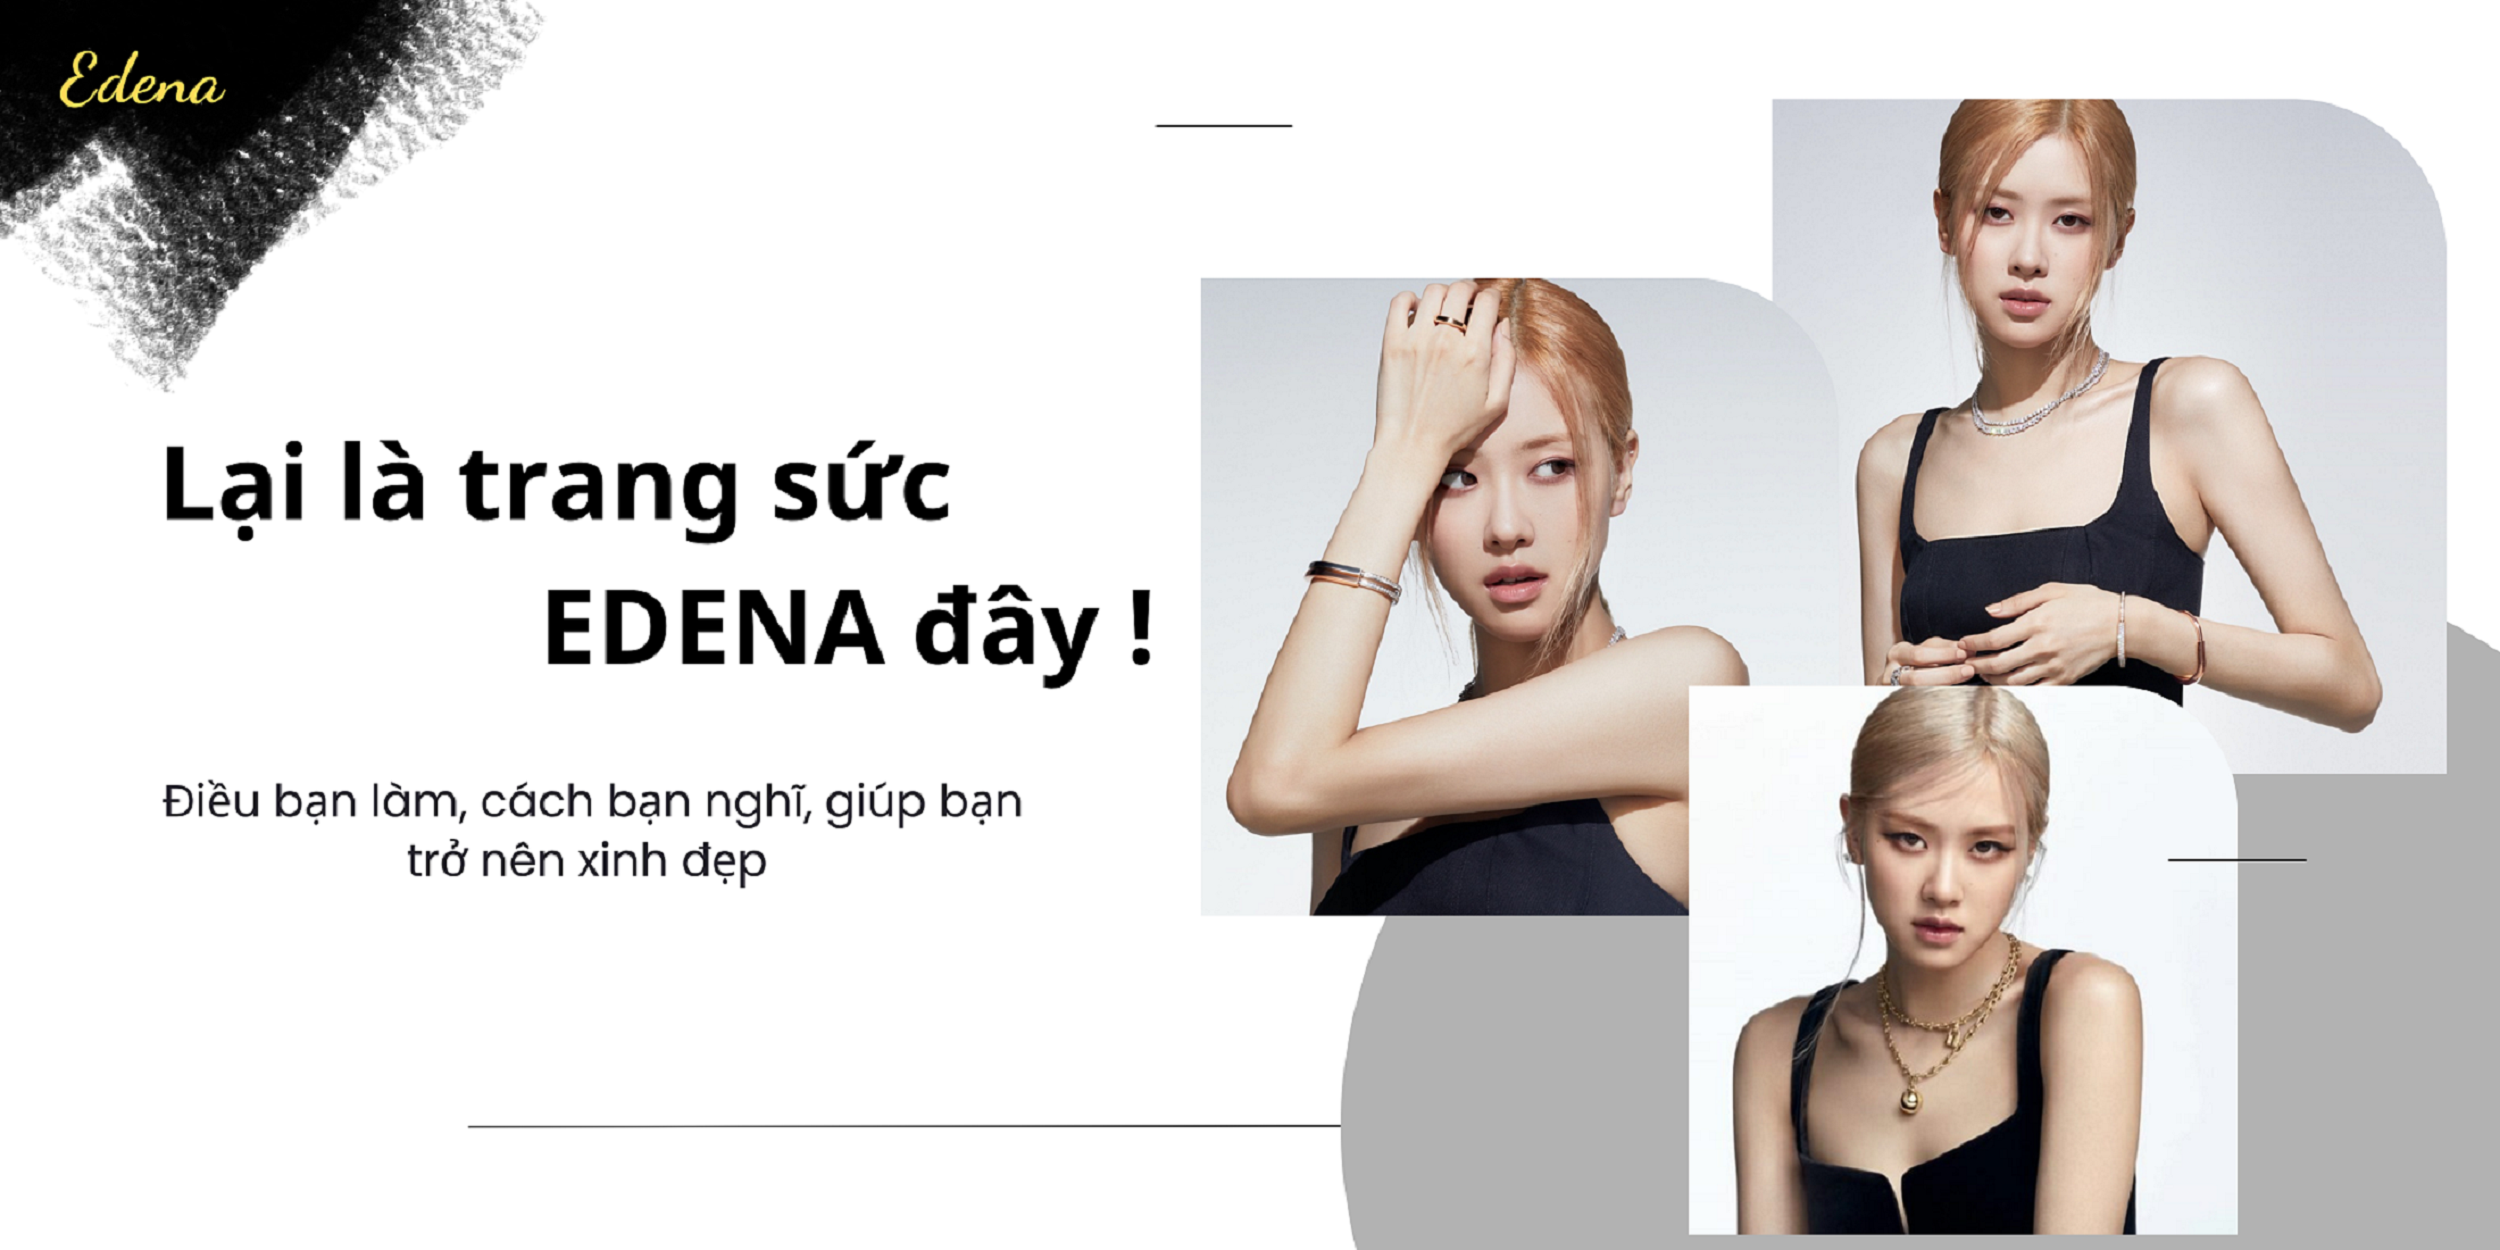 Edena
Lại là trang sức
EDENA đây !
Điều bạn làm, cách bạn nghĩ, giúp bạn
trở nên xinh đẹp